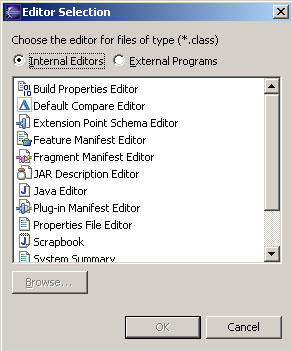 Editor Selection
Choose the editor for files of type (*.class)
Internal Editors External Programs
Build Properties Editor
Default Compare Editor
Extension Point Schema Editor
Feature Manifest Editor
Fragment Manifest Editor
JAR Description Editor
Java Editor
Plug-in Manifest Editor
Properties File Editor
Scrapbook
System Summary
Browse...
OK Cancel